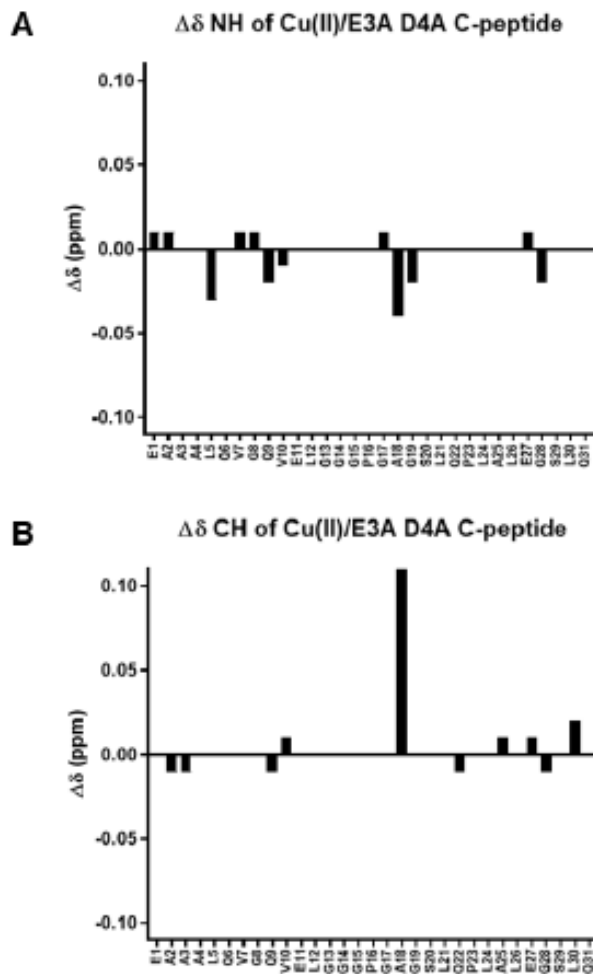 A
Δδ NH of Cu(II)/E3A D4A C-peptide
Δδ (ppm)
0.10
0.05
0.00
-0.05
-0.10
E1 A2 A3 A4 L5 Q6 V7 G8 Q9 V10 E11 L12 G13 G14 G15 P16 G17 A18 G19 S20 L21 Q22 P23 L24 A25 L26 E27 G28 S29 L30 Q31
B
Δδ CH of Cu(II)/E3A D4A C-peptide
Δδ (ppm)
0.10
0.05
0.00
-0.05
-0.10
E1 A2 A3 A4 L5 Q6 V7 G8 Q9 V10 E11 L12 G13 G14 G15 P16 G17 A18 G19 S20 L21 Q22 P23 L24 A25 L26 E27 G28 S29 L30 Q31